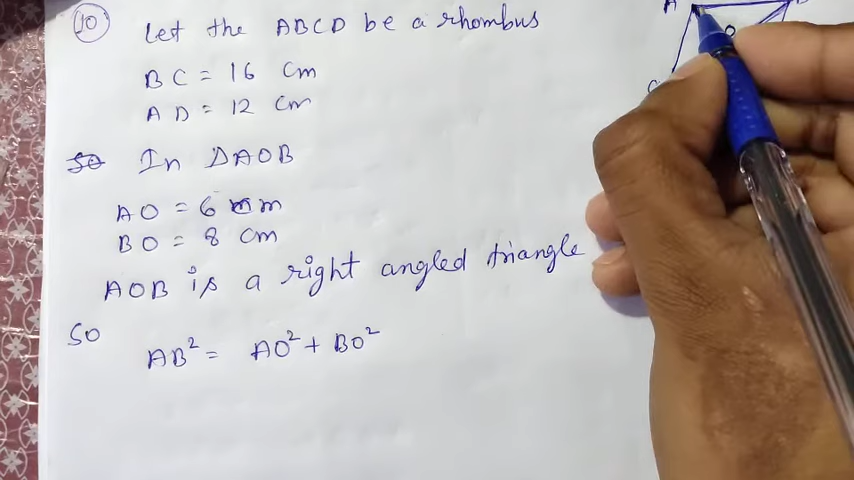 10 Let the ABCD be a rhombus
BC = 16 cm
AD = 12 cm
So In ΔAOB
AO = 6 cm
BO = 8 cm
AOB is a right angled triangle
So
AB² = AO² + BO²
A
O
C